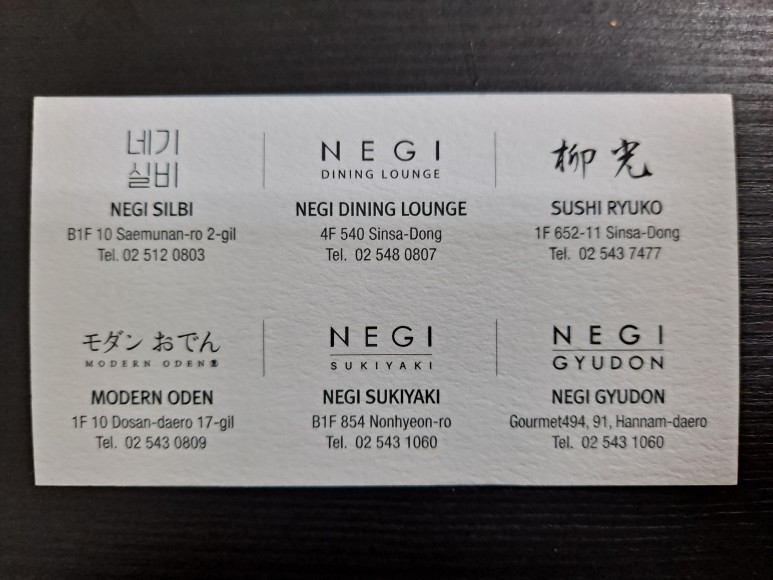 네기
실비
NEGI SILBI
B1F 10 Saemunan-ro 2-gil
Tel. 02 512 0803
NEGI
DINING LOUNGE
NEGI DINING LOUNGE
4F 540 Sinsa-Dong
Tel. 02 548 0807
柳光
SUSHI RYUKO
1F 652-11 Sinsa-Dong
Tel. 02 543 7477
モダン おでん
MODERN ODEN
MODERN ODEN
1F 10 Dosan-daero 17-gil
Tel. 02 543 0809
NEGI
SUKIYAKI
NEGI SUKIYAKI
B1F 854 Nonhyeon-ro
Tel. 02 543 1060
NEGI
GYUDON
NEGI GYUDON
Gourmet494, 91, Hannam-daero
Tel. 02 543 1060